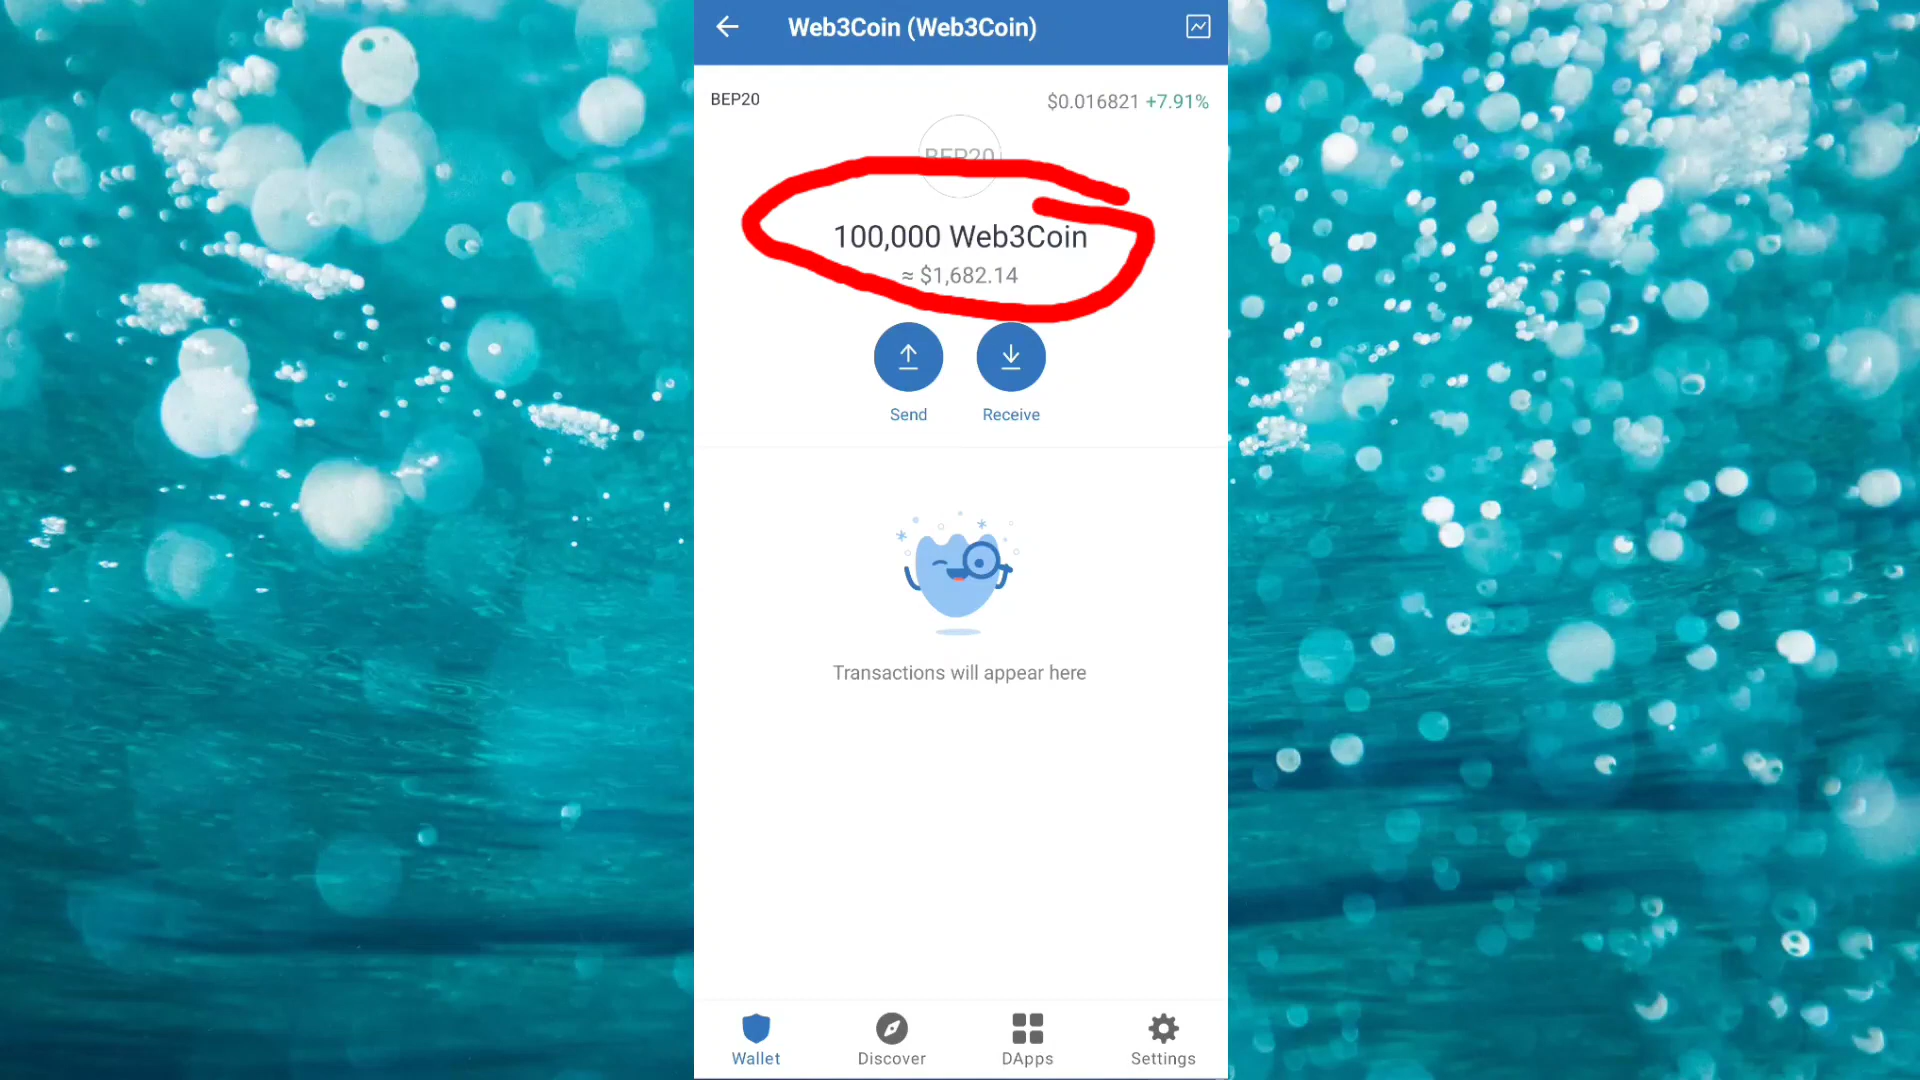 Web3Coin (Web3Coin)
BEP20
$0.016821 +7.91%
BEP20
100,000 Web3Coin
≈ $1,682.14
Send
Receive
Transactions will appear here
Wallet
Discover
DApps
Settings